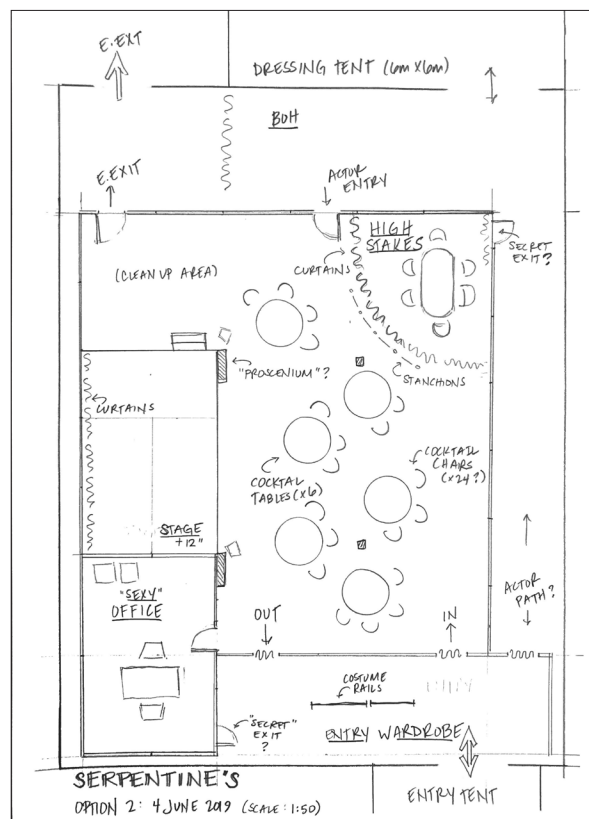 E.EXT
DRESSING TENT (6m X 6m)
BOH
E.EXIT
ACTOR
ENTRY
HIGH
STAKES
SECRET
EXIT?
(CLEAN UP AREA)
CURTAINS
"PROSCENIUM"?
STANCHIONS
CURTAINS
COCKTAIL
CHAIRS
(X24?)
COCKTAL
TABLES (X6)
STAGE
+12"
"SEXY"
OFFICE
ACTOR
PATH?
OUT
IN
COSTUME
RAILS
"SECRET"
EXIT
?
ENTRY WARDROBE
SERPENTINE'S
OPTION 2: 4 JUNE 2019 (SCALE: 1:50)
ENTRY TENT